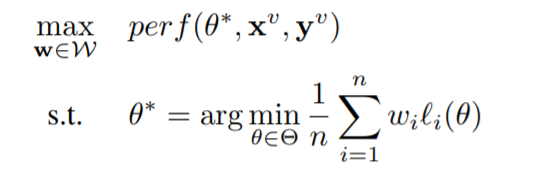 max w∈𝒲 perf(θ*, x^v, y^v)
s.t. θ* = arg min θ∈Θ 1/n ∑_{i=1}^{n} w_i ℓ_i(θ)